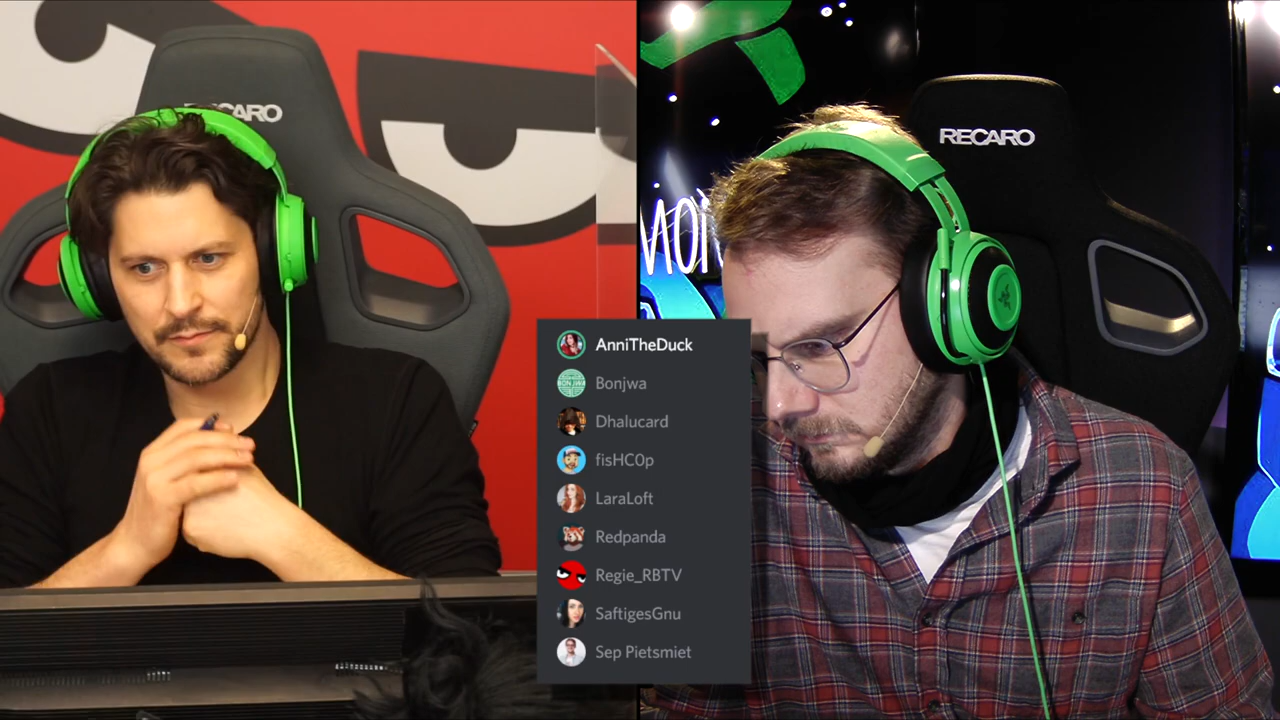 RECARO
RECARO
AnniTheDuck
Bonjwa
Dhalucard
fisHC0p
LaraLoft
Redpanda
Regie_RBTV
SaftigesGnu
Sep Pietsmiet